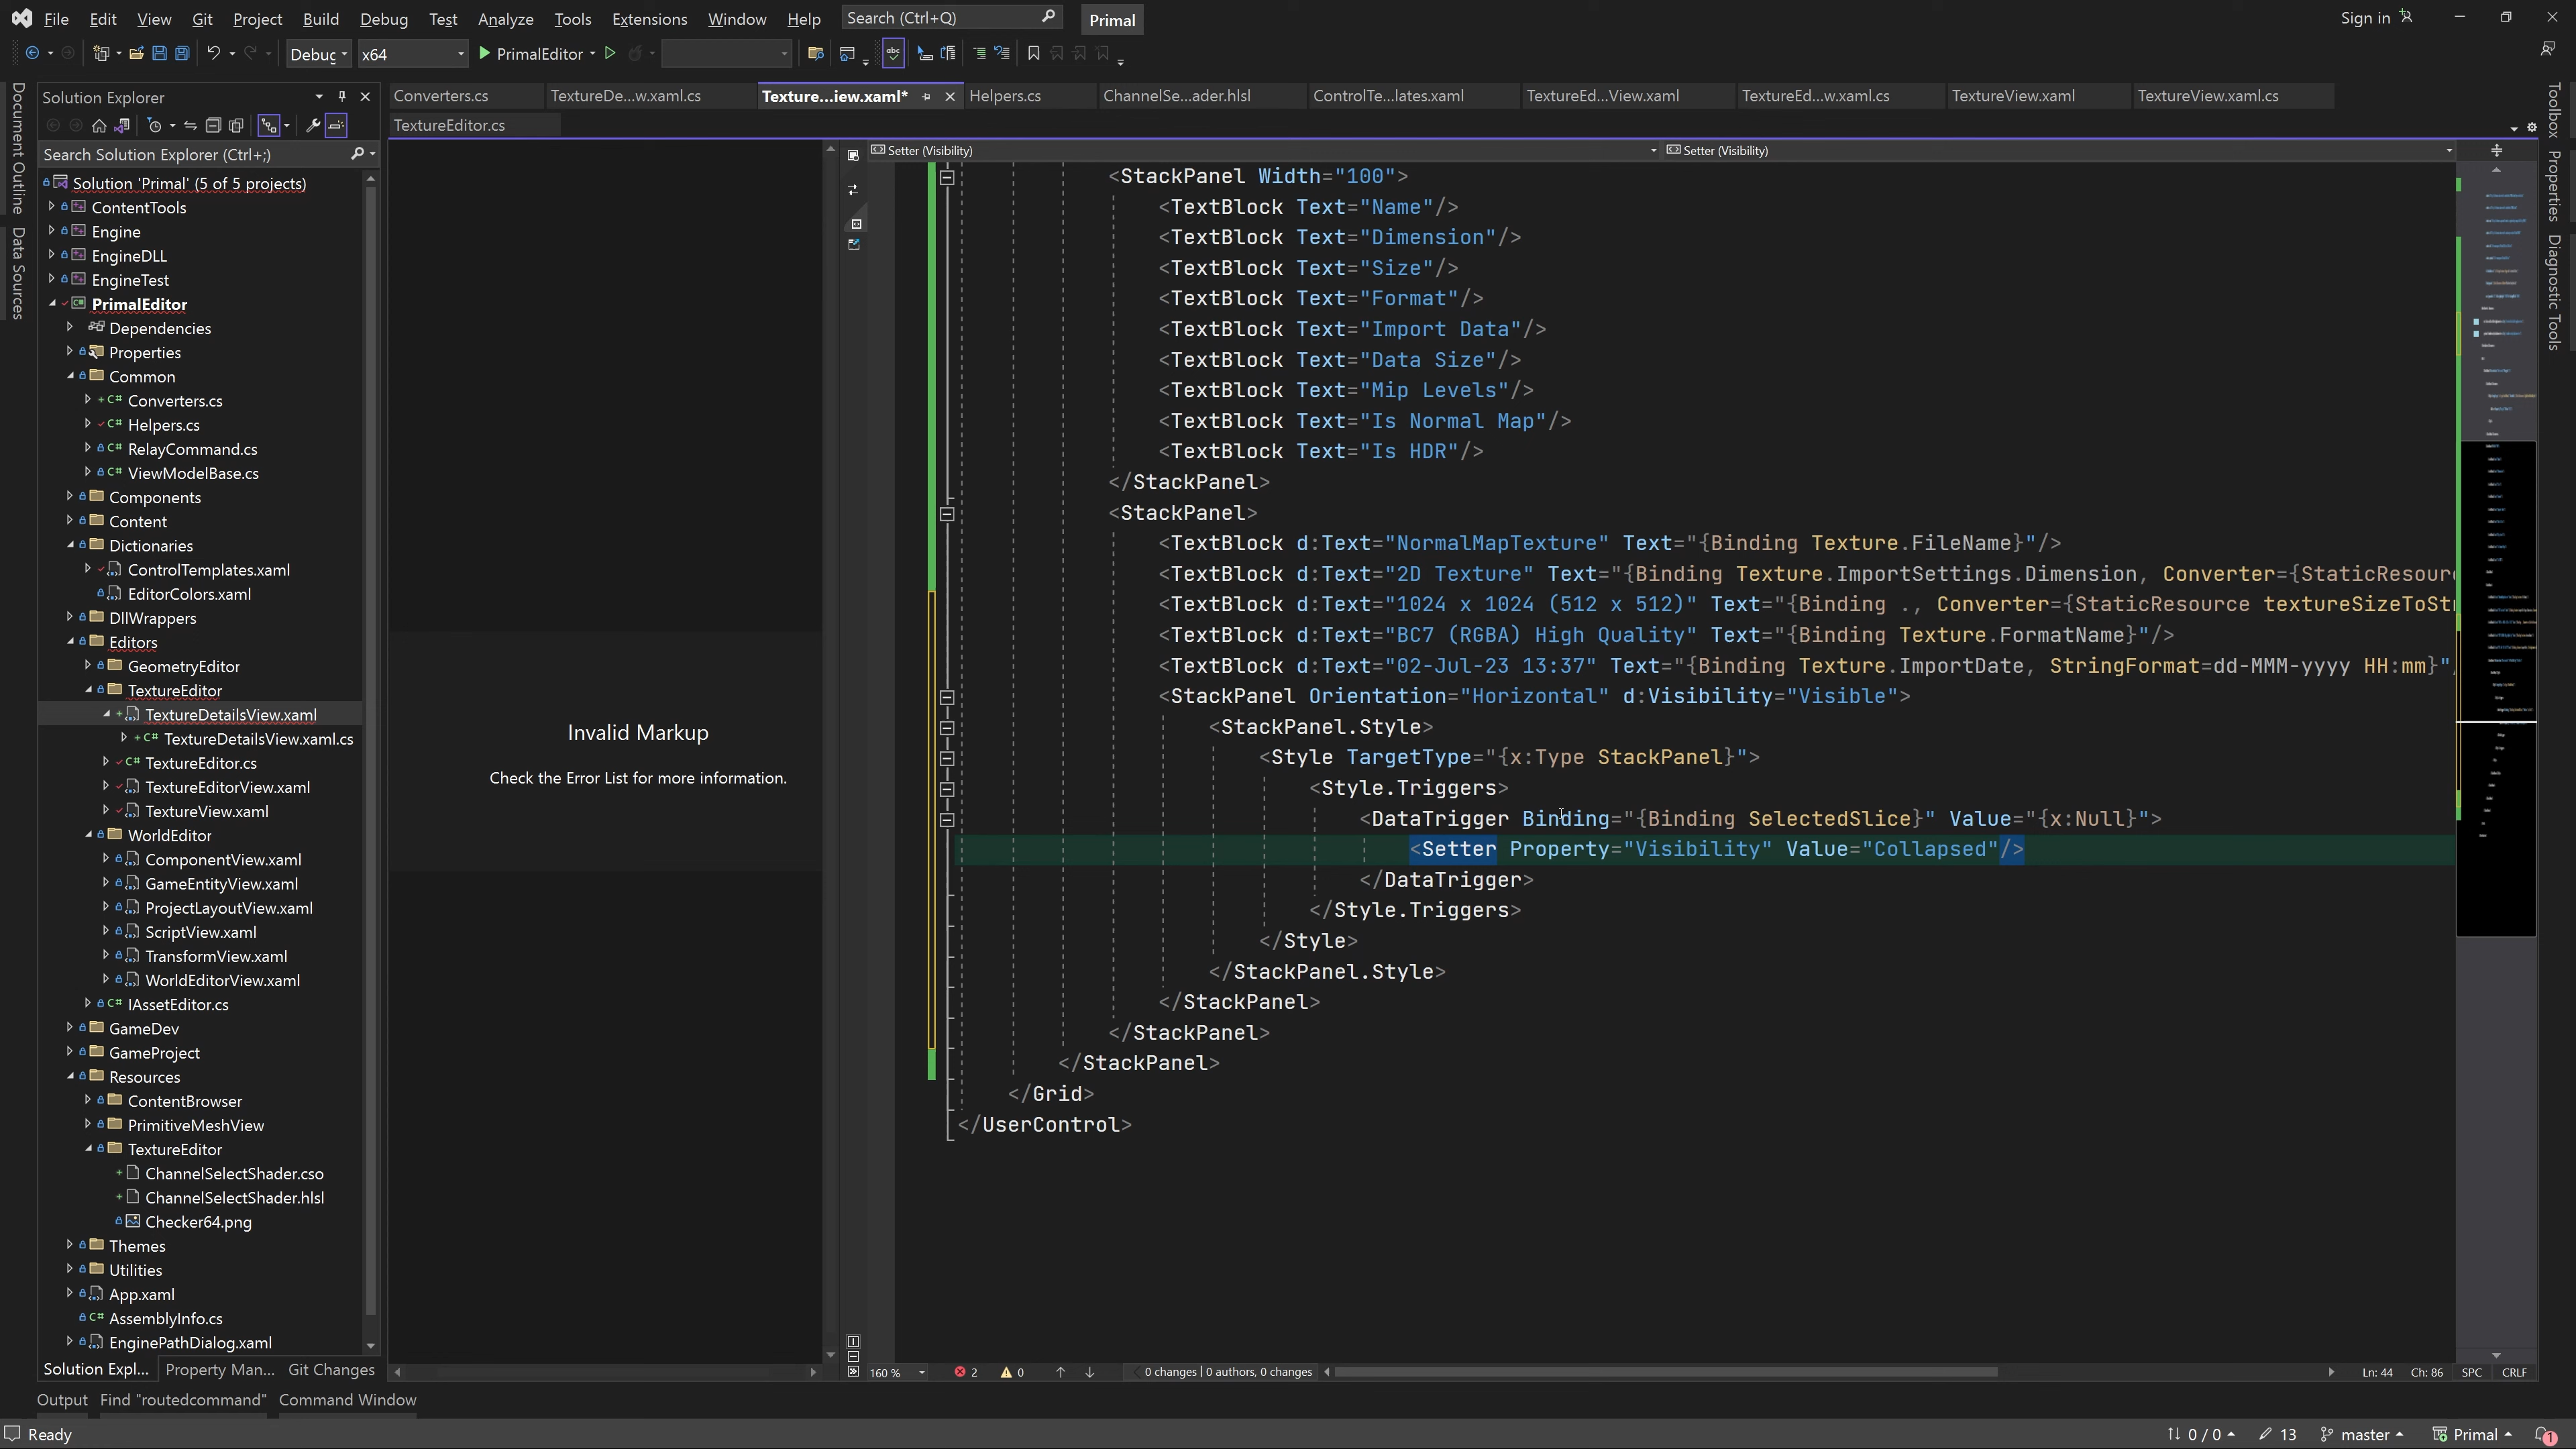 File Edit View Git Project Build Debug Test Analyze Tools Extensions Window Help Search (Ctrl+Q) Primal Sign in
Debug x64 PrimalEditor
Document Outline
Data Sources
Solution Explorer
Search Solution Explorer (Ctrl+;)
Solution 'Primal' (5 of 5 projects)
ContentTools
Engine
EngineDLL
EngineTest
PrimalEditor
Dependencies
Properties
Common
Converters.cs
Helpers.cs
RelayCommand.cs
ViewModelBase.cs
Components
Content
Dictionaries
ControlTemplates.xaml
EditorColors.xaml
DllWrappers
Editors
GeometryEditor
TextureEditor
TextureDetailsView.xaml
TextureDetailsView.xaml.cs
TextureEditor.cs
TextureEditorView.xaml
TextureView.xaml
WorldEditor
ComponentView.xaml
GameEntityView.xaml
ProjectLayoutView.xaml
ScriptView.xaml
TransformView.xaml
WorldEditorView.xaml
IAssetEditor.cs
GameDev
GameProject
Resources
ContentBrowser
PrimitiveMeshView
TextureEditor
ChannelSelectShader.cso
ChannelSelectShader.hlsl
Checker64.png
Themes
Utilities
App.xaml
AssemblyInfo.cs
EnginePathDialog.xaml
Solution Expl... Property Man... Git Changes
Converters.cs TextureDe...w.xaml.cs Texture...iew.xaml* Helpers.cs ChannelSe...ader.hlsl ControlTe...lates.xaml TextureEd...View.xaml TextureEd...w.xaml.cs TextureView.xaml TextureView.xaml.cs
TextureEditor.cs
Invalid Markup
Check the Error List for more information.
Setter (Visibility) Setter (Visibility)
<StackPanel Width="100">
<TextBlock Text="Name"/>
<TextBlock Text="Dimension"/>
<TextBlock Text="Size"/>
<TextBlock Text="Format"/>
<TextBlock Text="Import Data"/>
<TextBlock Text="Data Size"/>
<TextBlock Text="Mip Levels"/>
<TextBlock Text="Is Normal Map"/>
<TextBlock Text="Is HDR"/>
</StackPanel>
<StackPanel>
<TextBlock d:Text="NormalMapTexture" Text="{Binding Texture.FileName}"/>
<TextBlock d:Text="2D Texture" Text="{Binding Texture.ImportSettings.Dimension, Converter={StaticResour
<TextBlock d:Text="1024 x 1024 (512 x 512)" Text="{Binding ., Converter={StaticResource textureSizeToSt
<TextBlock d:Text="BC7 (RGBA) High Quality" Text="{Binding Texture.FormatName}"/>
<TextBlock d:Text="02-Jul-23 13:37" Text="{Binding Texture.ImportDate, StringFormat=dd-MMM-yyyy HH:mm}"/
<StackPanel Orientation="Horizontal" d:Visibility="Visible">
<StackPanel.Style>
<Style TargetType="{x:Type StackPanel}">
<Style.Triggers>
<DataTrigger Binding="{Binding SelectedSlice}" Value="{x:Null}">
<Setter Property="Visibility" Value="Collapsed"/>
</DataTrigger>
</Style.Triggers>
</Style>
</StackPanel.Style>
</StackPanel>
</StackPanel>
</StackPanel>
</Grid>
</UserControl>
160 % 2 0 0 changes | 0 authors, 0 changes Ln: 44 Ch: 86 SPC CRLF
Toolbox
Properties
Diagnostic Tools
Output Find "routedcommand" Command Window
Ready 0 / 0 13 master Primal 1